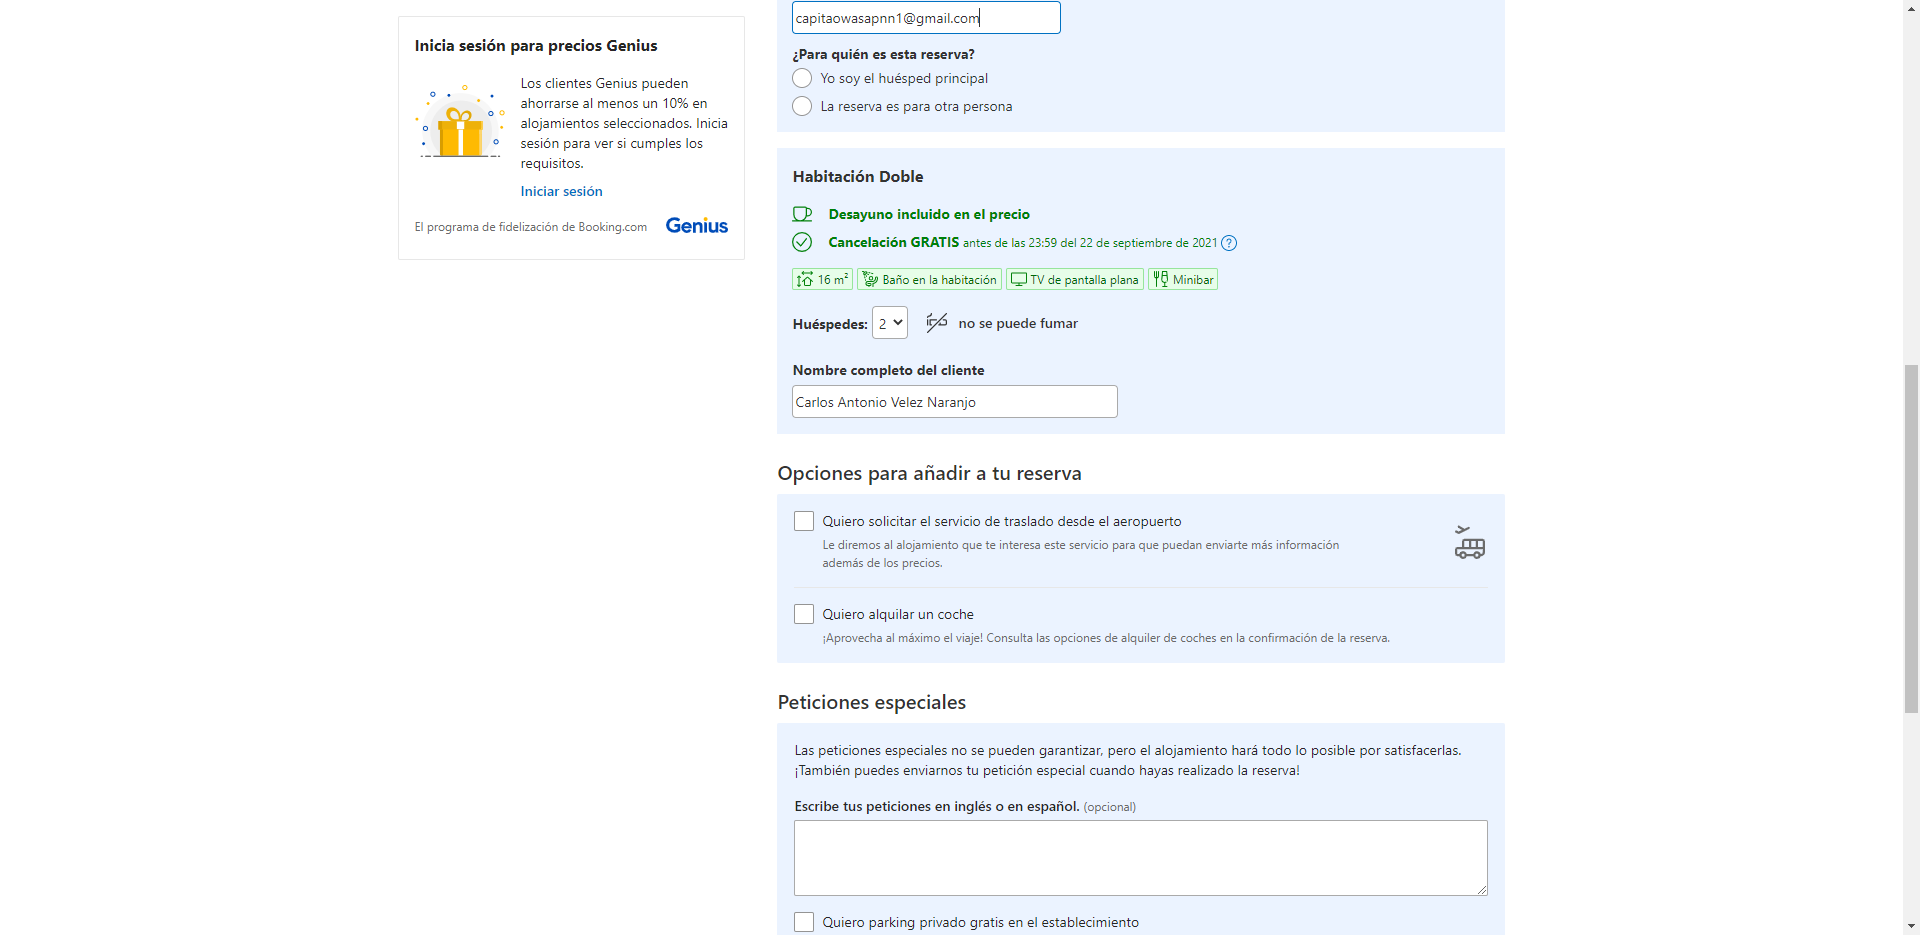 Inicia sesión para precios Genius
Los clientes Genius pueden
ahorrarse al menos un 10% en
alojamientos seleccionados. Inicia
sesión para ver si cumples los
requisitos.
Iniciar sesión
El programa de fidelización de Booking.com
Genius
capitaowasapnn1@gmail.com
¿Para quién es esta reserva?
Yo soy el huésped principal
La reserva es para otra persona
Habitación Doble
Desayuno incluido en el precio
Cancelación GRATIS antes de las 23:59 del 22 de septiembre de 2021 ?
16 m² Baño en la habitación TV de pantalla plana Minibar
Huéspedes: 2 no se puede fumar
Nombre completo del cliente
Carlos Antonio Velez Naranjo
Opciones para añadir a tu reserva
Quiero solicitar el servicio de traslado desde el aeropuerto
Le diremos al alojamiento que te interesa este servicio para que puedan enviarte más información
además de los precios.
Quiero alquilar un coche
¡Aprovecha al máximo el viaje! Consulta las opciones de alquiler de coches en la confirmación de la reserva.
Peticiones especiales
Las peticiones especiales no se pueden garantizar, pero el alojamiento hará todo lo posible por satisfacerlas.
¡También puedes enviarnos tu petición especial cuando hayas realizado la reserva!
Escribe tus peticiones en inglés o en español. (opcional)
Quiero parking privado gratis en el establecimiento